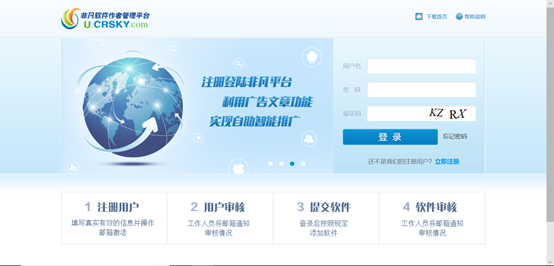 非凡软件作者管理平台
U.CRSKY.com
下载首页
帮助说明
注册登陆非凡平台
利用广告文章功能
实现自助智能推广
用户名
密 码
验证码
KZ RX
登 录
忘记密码
还不是我们的注册用户？立即注册
1 注册用户
填写真实有效的信息并操作
邮箱激活
2 用户审核
工作人员将邮箱通知
审核情况
3 提交软件
登录后按照规定
添加软件
4 软件审核
工作人员将邮箱通知
审核情况